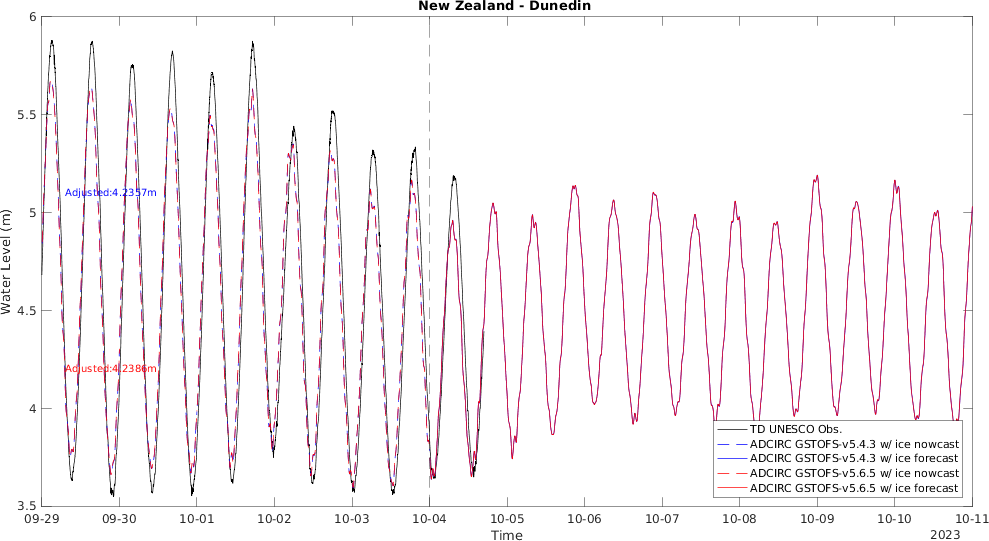 New Zealand - Dunedin
6
5.5
5
4.5
4
3.5
Water Level (m)
Adjusted:4.2357m
Adjusted:4.2386m
TD UNESCO Obs.
ADCIRC GSTOFS-v5.4.3 w/ ice nowcast
ADCIRC GSTOFS-v5.4.3 w/ ice forecast
ADCIRC GSTOFS-v5.6.5 w/ ice nowcast
ADCIRC GSTOFS-v5.6.5 w/ ice forecast
09-29 09-30 10-01 10-02 10-03 10-04 10-05 10-06 10-07 10-08 10-09 10-10 10-11
Time
2023